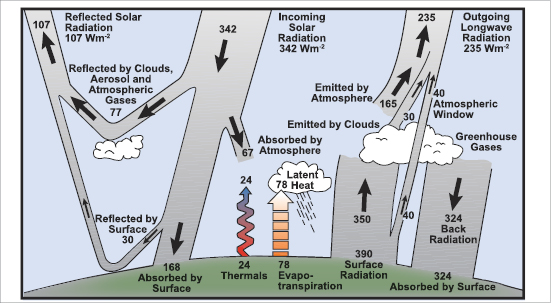 107
Reflected Solar
Radiation
107 Wm-2
342
Incoming
Solar
Radiation
342 Wm-2
235
Outgoing
Longwave
Radiation
235 Wm-2
Reflected by Clouds,
Aerosol and
Atmospheric
Gases
77
Emitted by
Atmosphere
165
40
Atmospheric
Window
Emitted by Clouds
30
Greenhouse
Gases
67
Absorbed by
Atmosphere
24
78
Latent
Heat
Reflected by
Surface
30
350
40
324
Back
Radiation
168
Absorbed by
Surface
24
Thermals
78
Evapo-
transpiration
390
Surface
Radiation
324
Absorbed by Surface